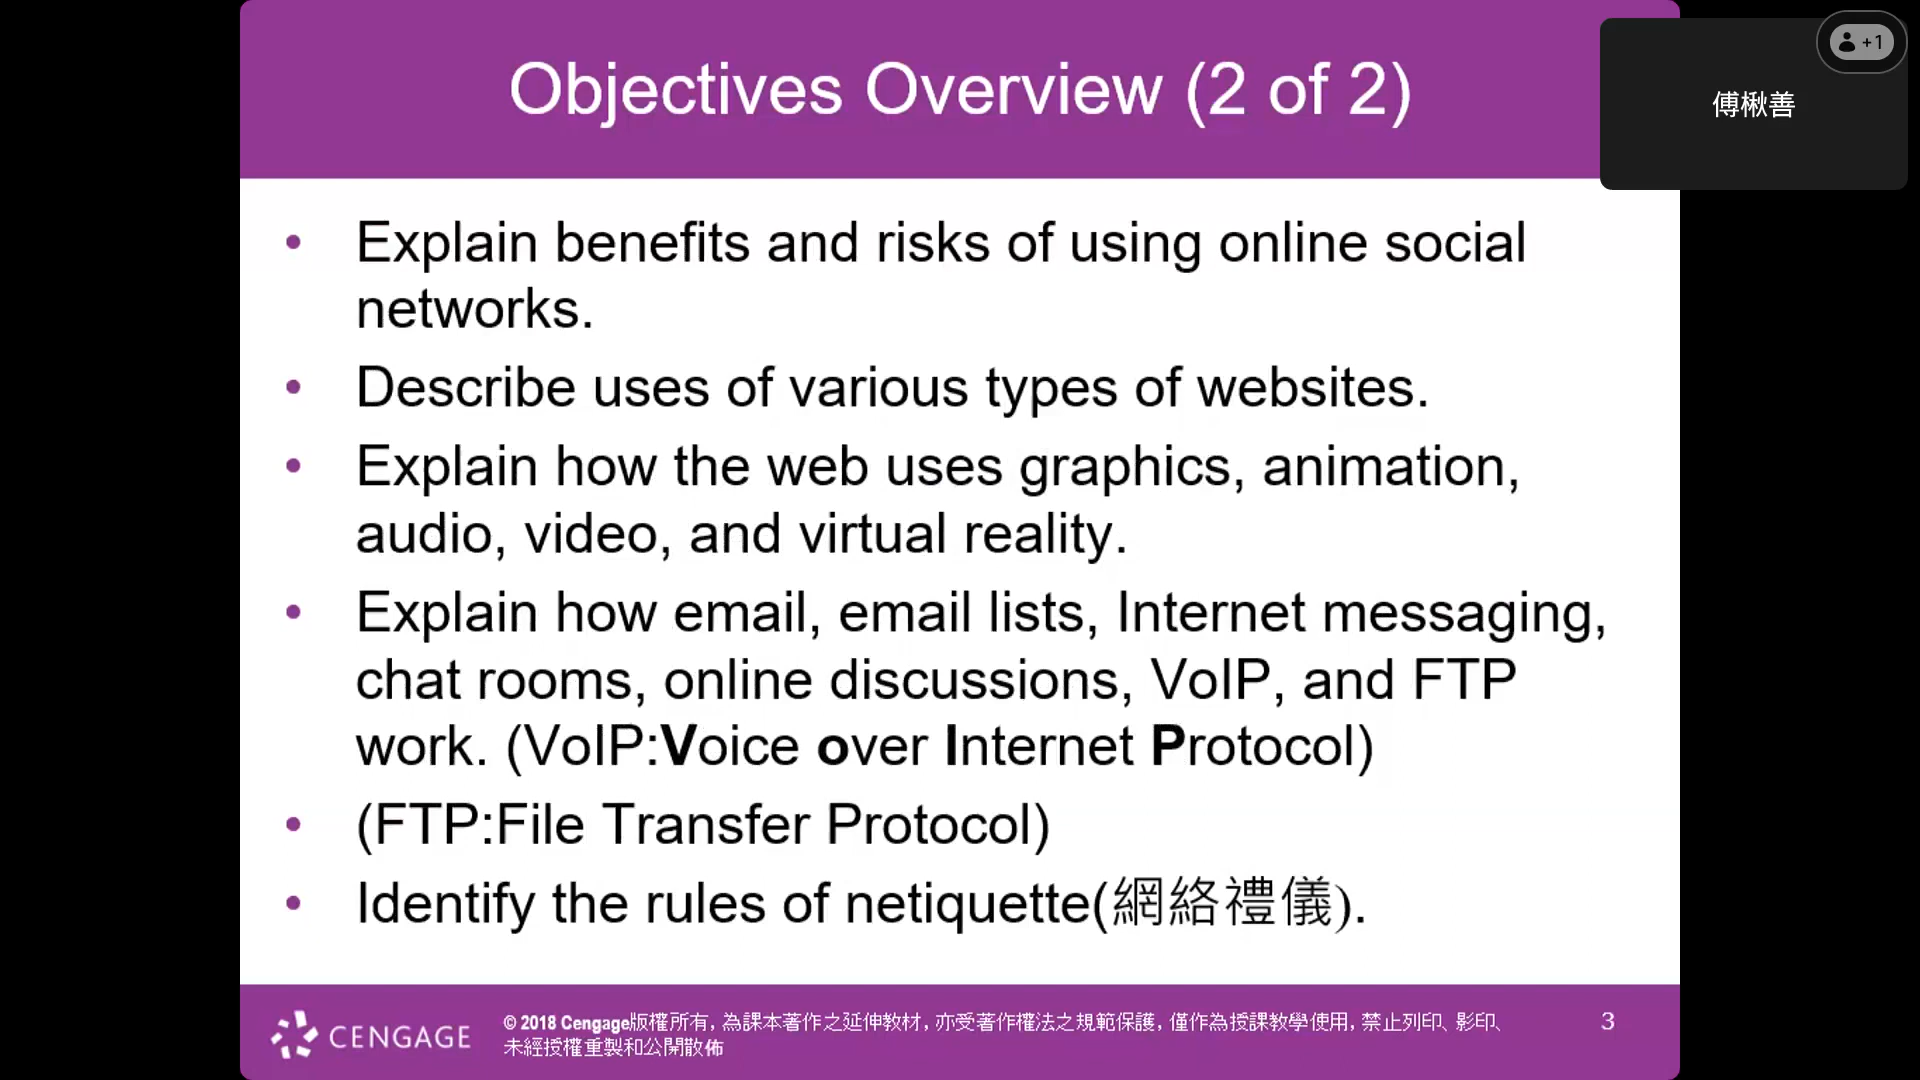 Objectives Overview (2 of 2)
+1
傅楸善
• Explain benefits and risks of using online social
networks.
• Describe uses of various types of websites.
• Explain how the web uses graphics, animation,
audio, video, and virtual reality.
• Explain how email, email lists, Internet messaging,
chat rooms, online discussions, VoIP, and FTP
work. (VoIP:Voice over Internet Protocol)
• (FTP:File Transfer Protocol)
• Identify the rules of netiquette(網絡禮儀).
CENGAGE
© 2018 Cengage版權所有, 為課本著作之延伸教材, 亦受著作權法之規範保護, 僅作為授課教學使用, 禁止列印、影印、
未經授權重製和公開散佈
3